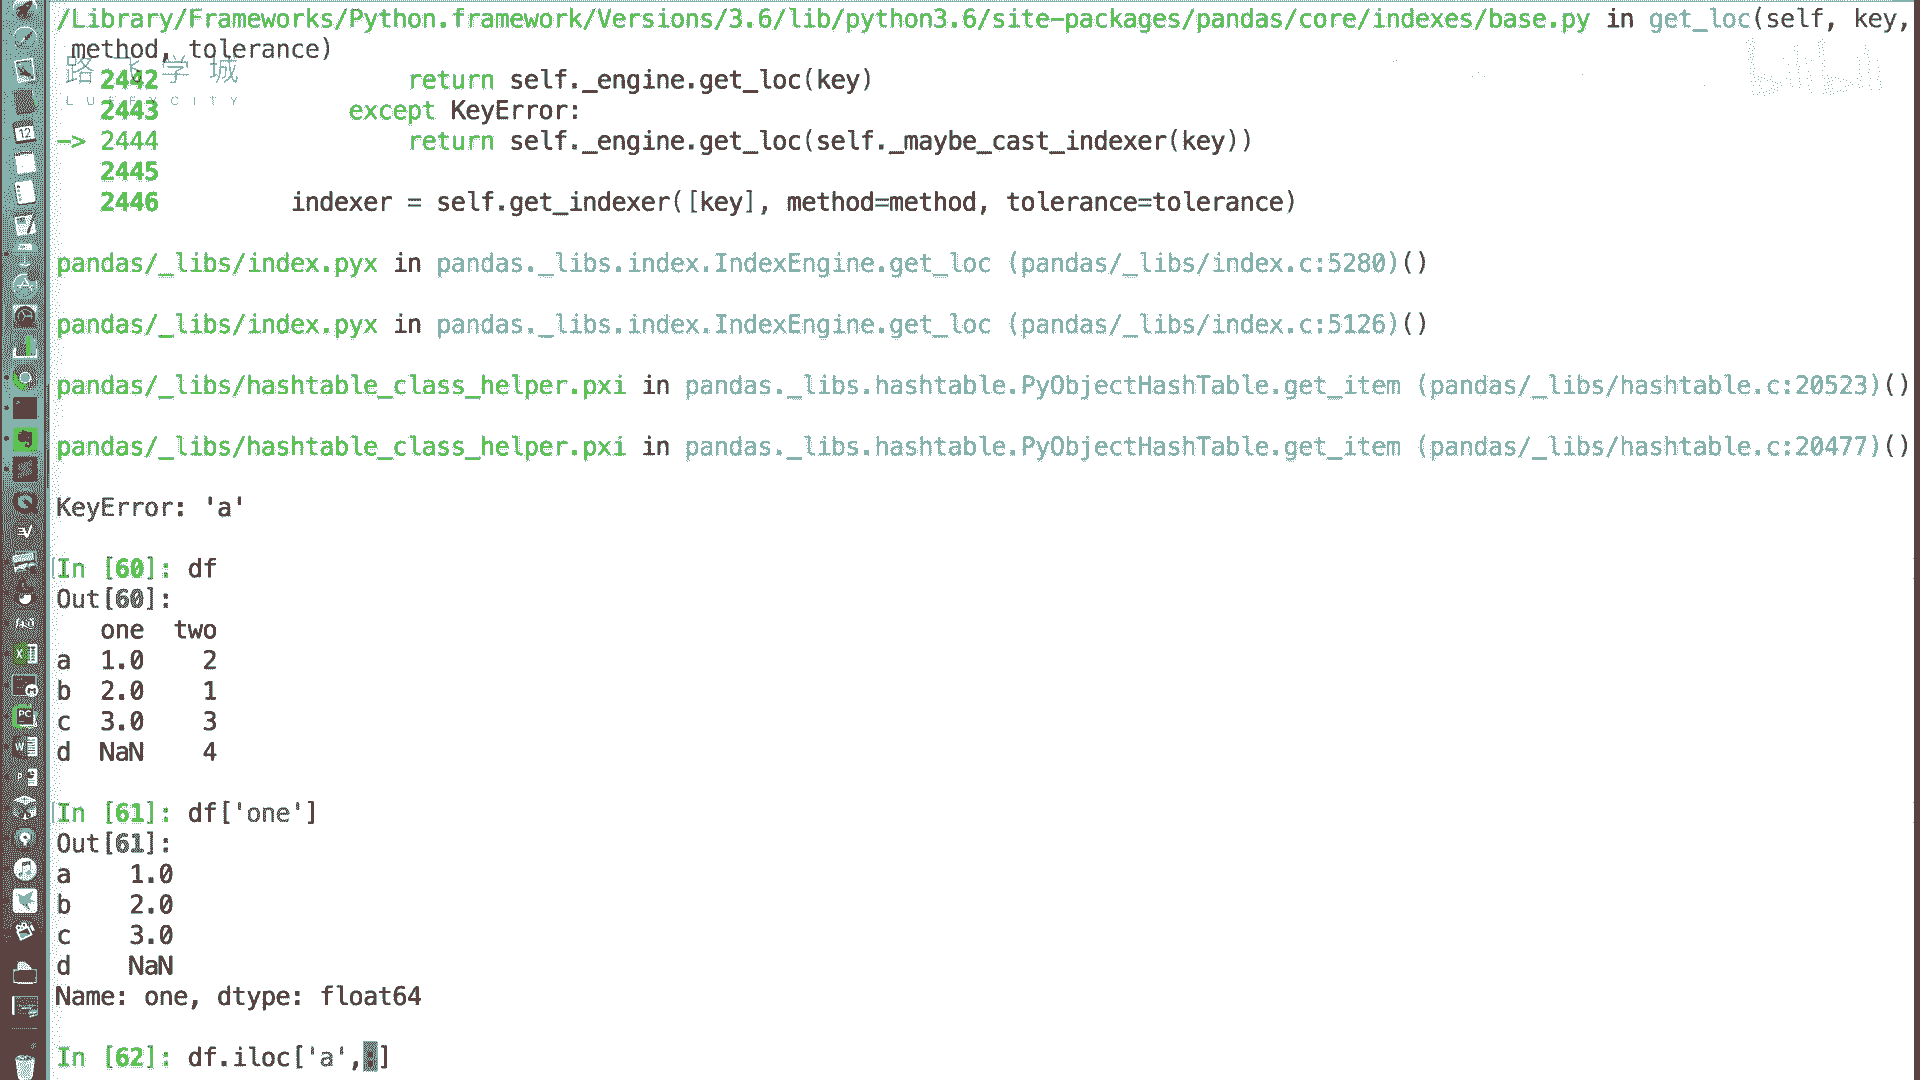 /Library/Frameworks/Python.framework/Versions/3.6/lib/python3.6/site-packages/pandas/core/indexes/base.py in get_loc(self, key,
 method, tolerance)
路飞学城
LUFFYCITY
bilibili
   2442                 return self._engine.get_loc(key)
   2443             except KeyError:
-> 2444                 return self._engine.get_loc(self._maybe_cast_indexer(key))
   2445
   2446         indexer = self.get_indexer([key], method=method, tolerance=tolerance)
pandas/_libs/index.pyx in pandas._libs.index.IndexEngine.get_loc (pandas/_libs/index.c:5280)()
pandas/_libs/index.pyx in pandas._libs.index.IndexEngine.get_loc (pandas/_libs/index.c:5126)()
pandas/_libs/hashtable_class_helper.pxi in pandas._libs.hashtable.PyObjectHashTable.get_item (pandas/_libs/hashtable.c:20523)()
pandas/_libs/hashtable_class_helper.pxi in pandas._libs.hashtable.PyObjectHashTable.get_item (pandas/_libs/hashtable.c:20477)()
KeyError: 'a'
In [60]: df
Out[60]:
   one  two
a  1.0    2
b  2.0    1
c  3.0    3
d  NaN    4
In [61]: df['one']
Out[61]:
a    1.0
b    2.0
c    3.0
d    NaN
Name: one, dtype: float64
In [62]: df.iloc['a',:]